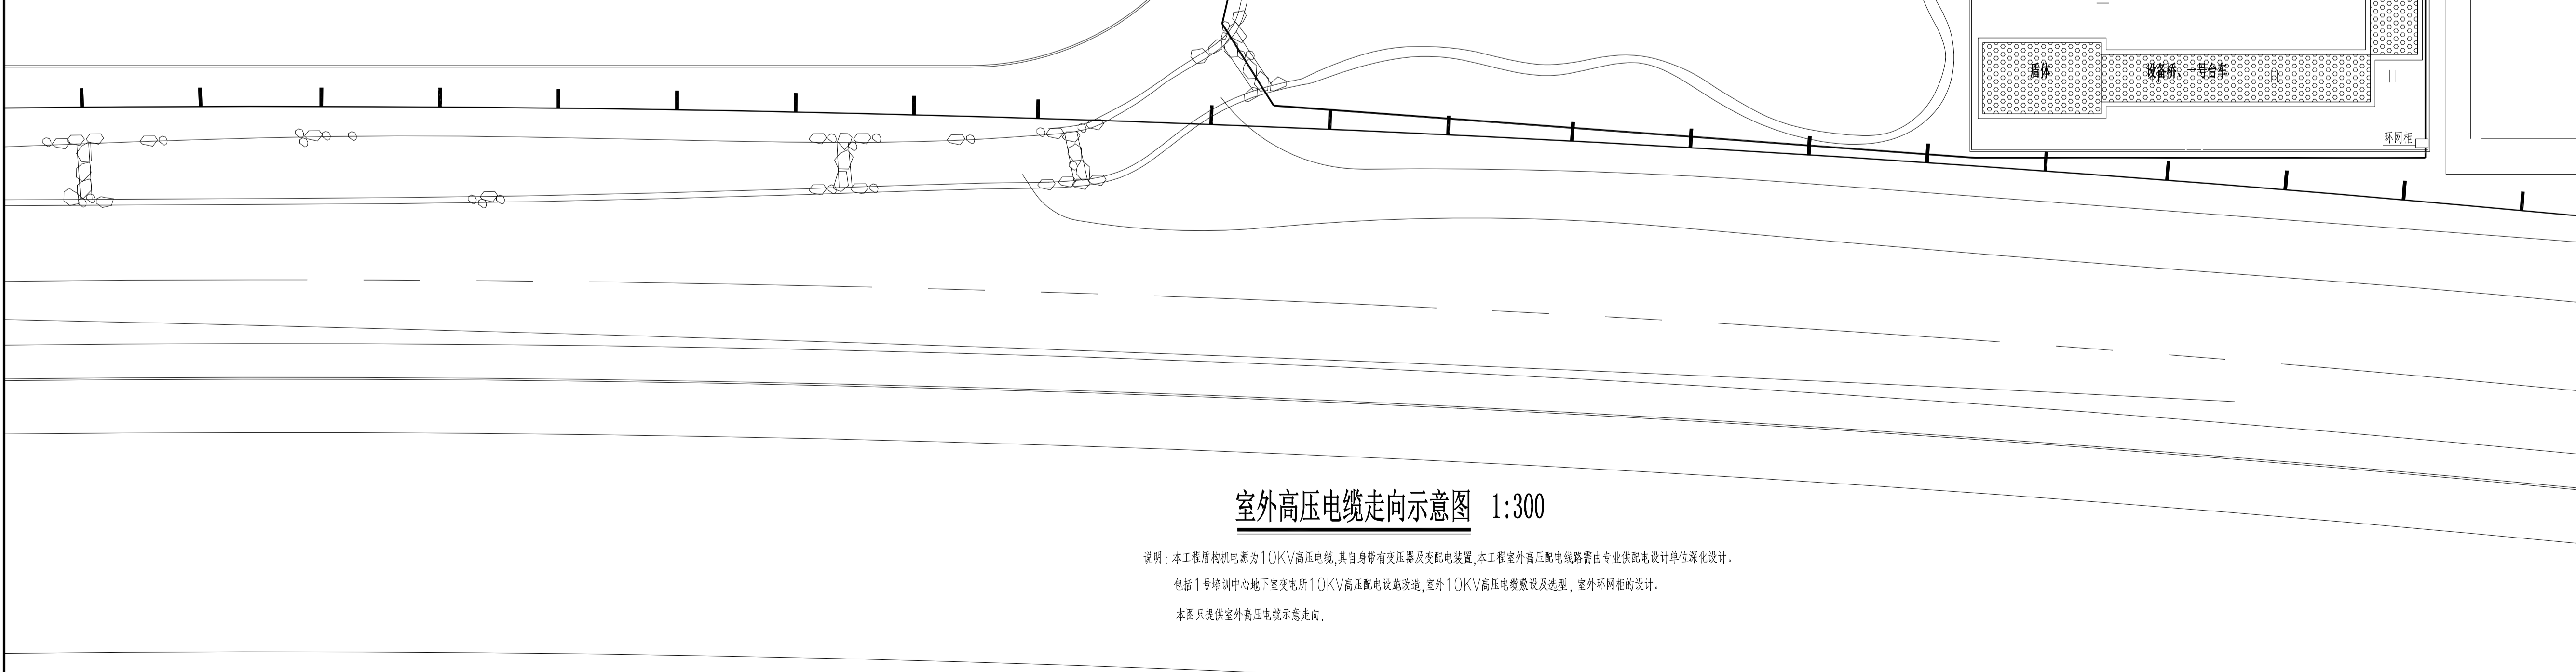 盾体
设备桥、一号台车
环网柜
室外高压电缆走向示意图 1:300
说明：本工程盾构机电源为10KV高压电缆,其自身带有变压器及变配电装置,本工程室外高压配电线路需由专业供配电设计单位深化设计。
包括1号培训中心地下室变电所10KV高压配电设施改造,室外10KV高压电缆敷设及选型，室外环网柜的设计。
本图只提供室外高压电缆示意走向.